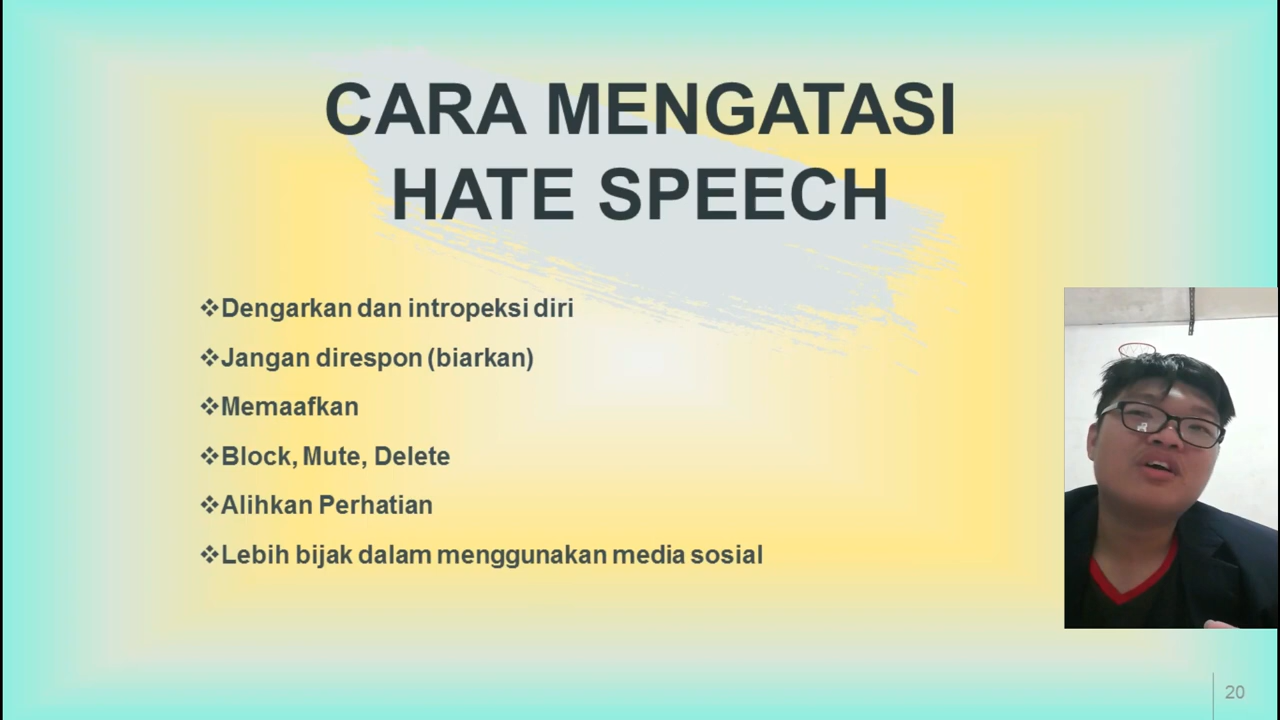 CARA MENGATASI
HATE SPEECH
❖Dengarkan dan intropeksi diri
❖Jangan direspon (biarkan)
❖Memaafkan
❖Block, Mute, Delete
❖Alihkan Perhatian
❖Lebih bijak dalam menggunakan media sosial
20